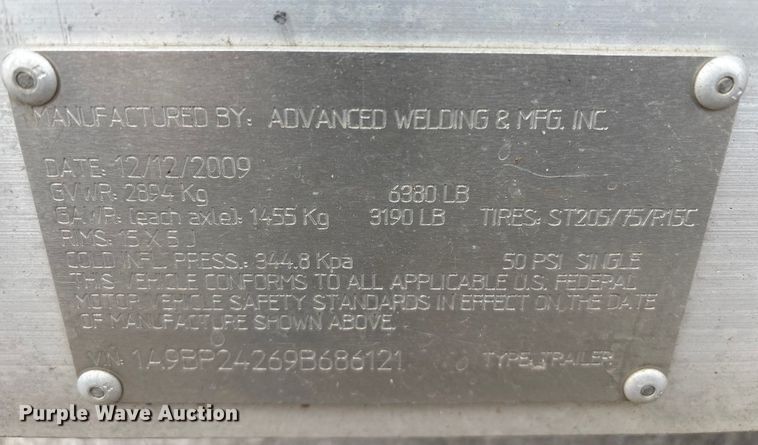 MANUFACTURED BY: ADVANCED WELDING & MFG. INC.
DATE: 12/12/2009
GVWR: 2894 Kg 6380 LB
GAWR: (each axle): 1455 Kg 3190 LB TIRES: ST205/75/R15C
RIMS: 15 X 5 J
COLD INFL. PRESS.: 344.8 Kpa 50 PSI SINGLE
THIS VEHICLE CONFORMS TO ALL APPLICABLE U.S. FEDERAL
MOTOR VEHICLE SAFETY STANDARDS IN EFFECT ON THE DATE
OF MANUFACTURE SHOWN ABOVE.
V.I.N: 1A9BP24269B686121 TYPE: TRAILER
Purple Wave Auction